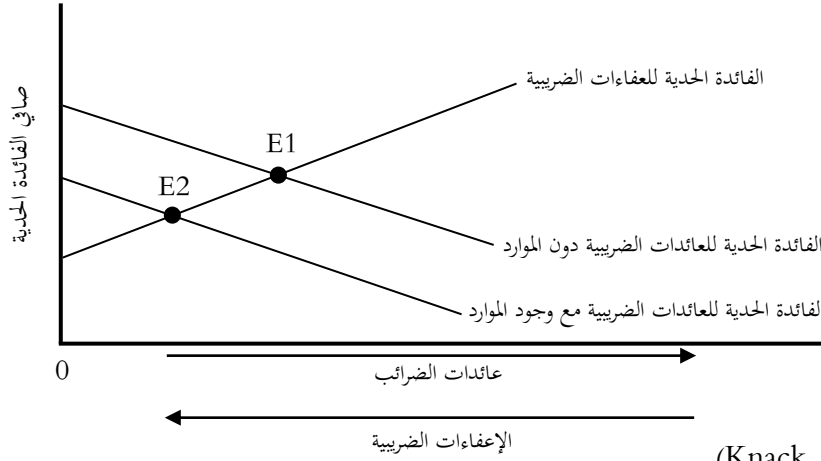 الفائدة الحدية للعفاءات الضريبية
صافي الفائدة الحدية
E1
E2
الفائدة الحدية للعائدات الضريبية دون الموارد
لفائدة الحدية للعائدات الضريبية مع وجود الموارد
0
عائدات الضرائب
الإعفاءات الضريبية
(Knack